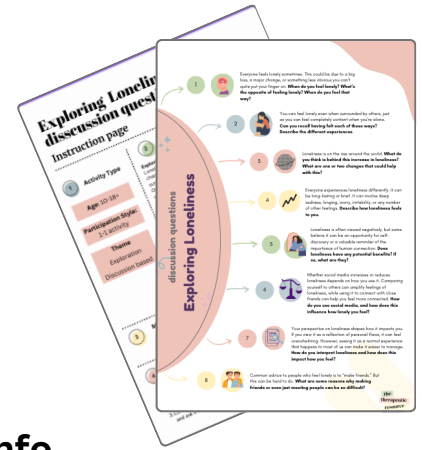 Exploring Lonelin
disscussion quest
Instruction page
1
Activity Type
Age: 10-18+
Participation Style:
1-1 activity
Theme
Exploration
Discussion based
2
3
discussion questions
Exploring Loneliness
1
Everyone feels lonely sometimes. This could be due to a big
loss, a major change, or something less obvious you can't
quite put your finger on. When do you feel lonely? What's
the opposite of feeling lonely? When do you feel that
way?
2
You can feel lonely even when surrounded by others, just
as you can feel completely content when you're alone.
Can you recall having felt each of these ways?
Describe the different experiences.
3
Loneliness is on the rise around the world. What do
you think is behind this increase in loneliness?
What are one or two changes that could help
with this?
4
Everyone experiences loneliness differently. It can
be long-lasting or brief. It can involve deep
sadness, longing, worry, irritability, or any number
of other feelings. Describe how loneliness feels
to you.
5
Loneliness is often viewed negatively, but some
believe it can be an opportunity for self-
discovery or a valuable reminder of the
importance of human connection. Does
loneliness have any potential benefits? If
so, what are they?
Whether social media increases or reduces
loneliness depends on how you use it. Comparing
yourself to others can amplify feelings of
loneliness, while using it to connect with close
friends can help you feel more connected. How
do you use social media, and how does this
influence how lonely you feel?
7
Your perspective on loneliness shapes how it impacts you.
If you view it as a reflection of personal flaws, it can feel
overwhelming. However, seeing it as a normal experience
that happens to most of us can make it easier to manage.
How do you interpret loneliness and how does this
impact how you feel?
8
Common advice to people who feel lonely is to "make friends." But
this can be hard to do. What are some reasons why making
friends or even just meeting people can be so difficult?
the
therapeutic
resource
nfo